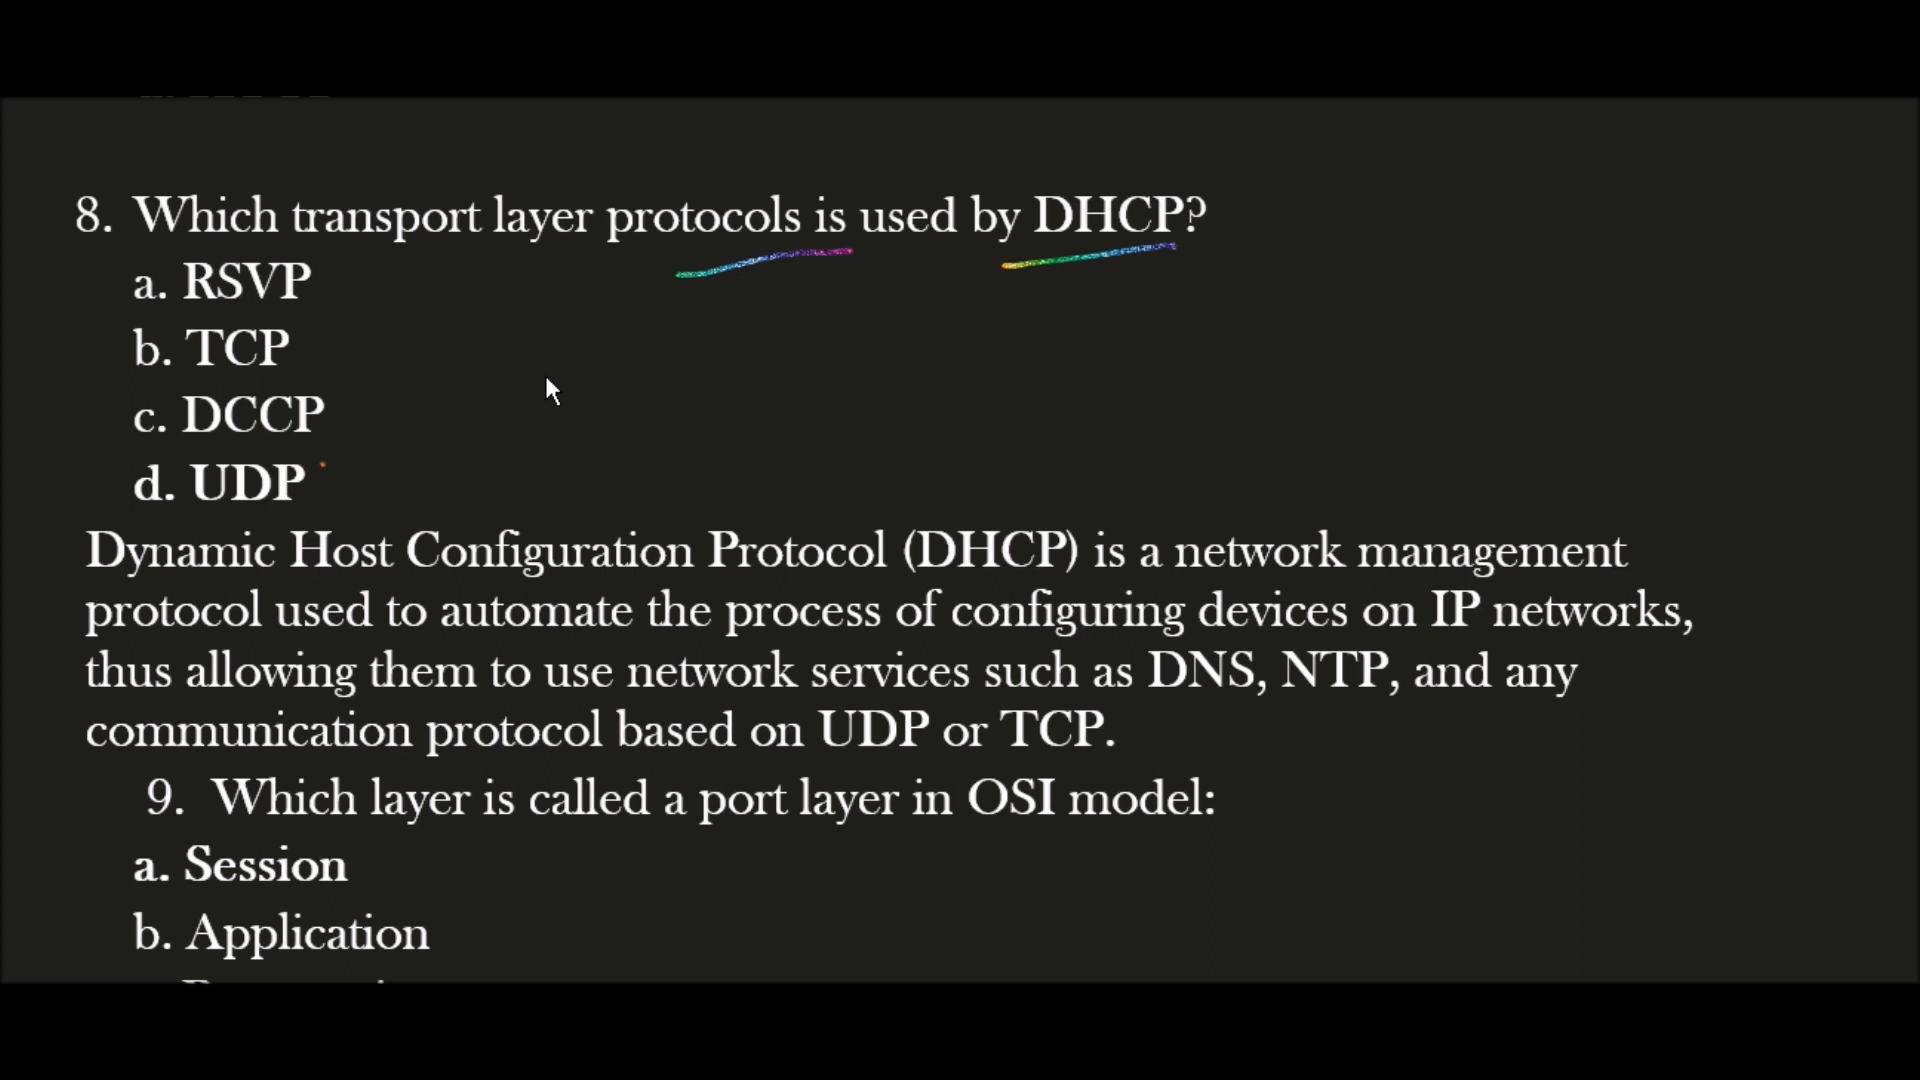 8. Which transport layer protocols is used by DHCP?
a. RSVP
b. TCP
c. DCCP
d. UDP
Dynamic Host Configuration Protocol (DHCP) is a network management
protocol used to automate the process of configuring devices on IP networks,
thus allowing them to use network services such as DNS, NTP, and any
communication protocol based on UDP or TCP.
9. Which layer is called a port layer in OSI model:
a. Session
b. Application